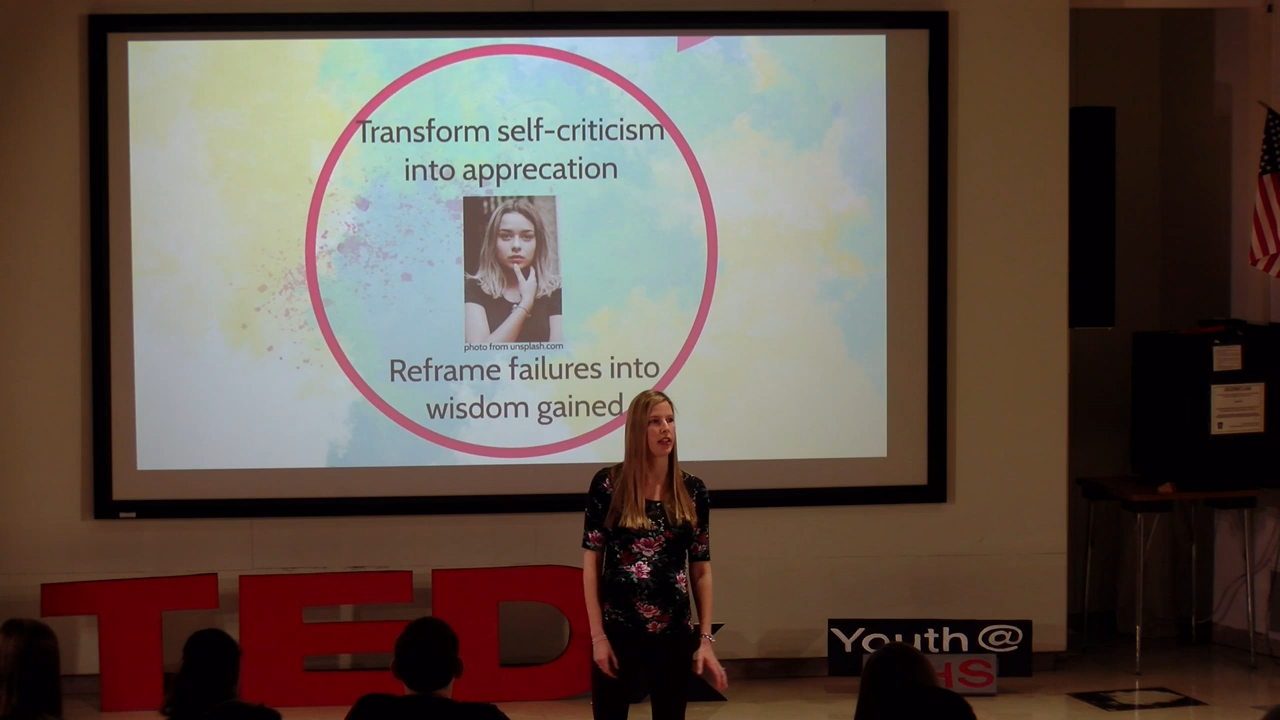 Transform self-criticism
into apprecation
photo from unsplash.com
Reframe failures into
wisdom gained
TED
Youth @
HS